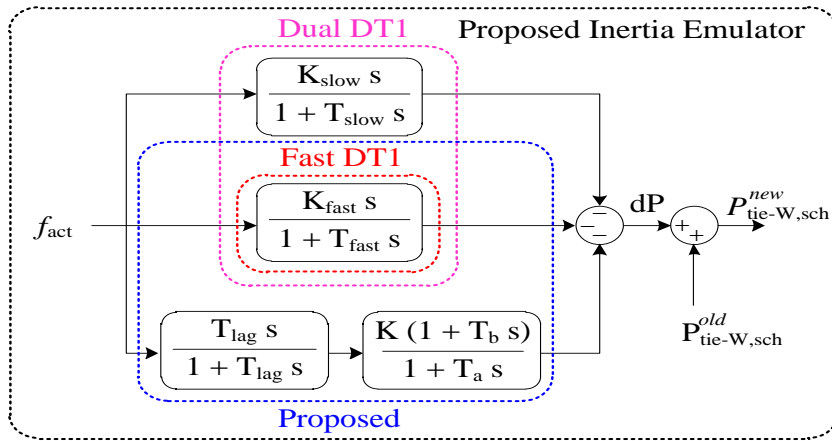 Dual DT1
Proposed Inertia Emulator
K_slow s
1 + T_slow s
Fast DT1
K_fast s
1 + T_fast s
f_act
− − −
dP
+ +
P^new_tie-W,sch
T_lag s
1 + T_lag s
K (1 + T_b s)
1 + T_a s
P^old_tie-W,sch
Proposed